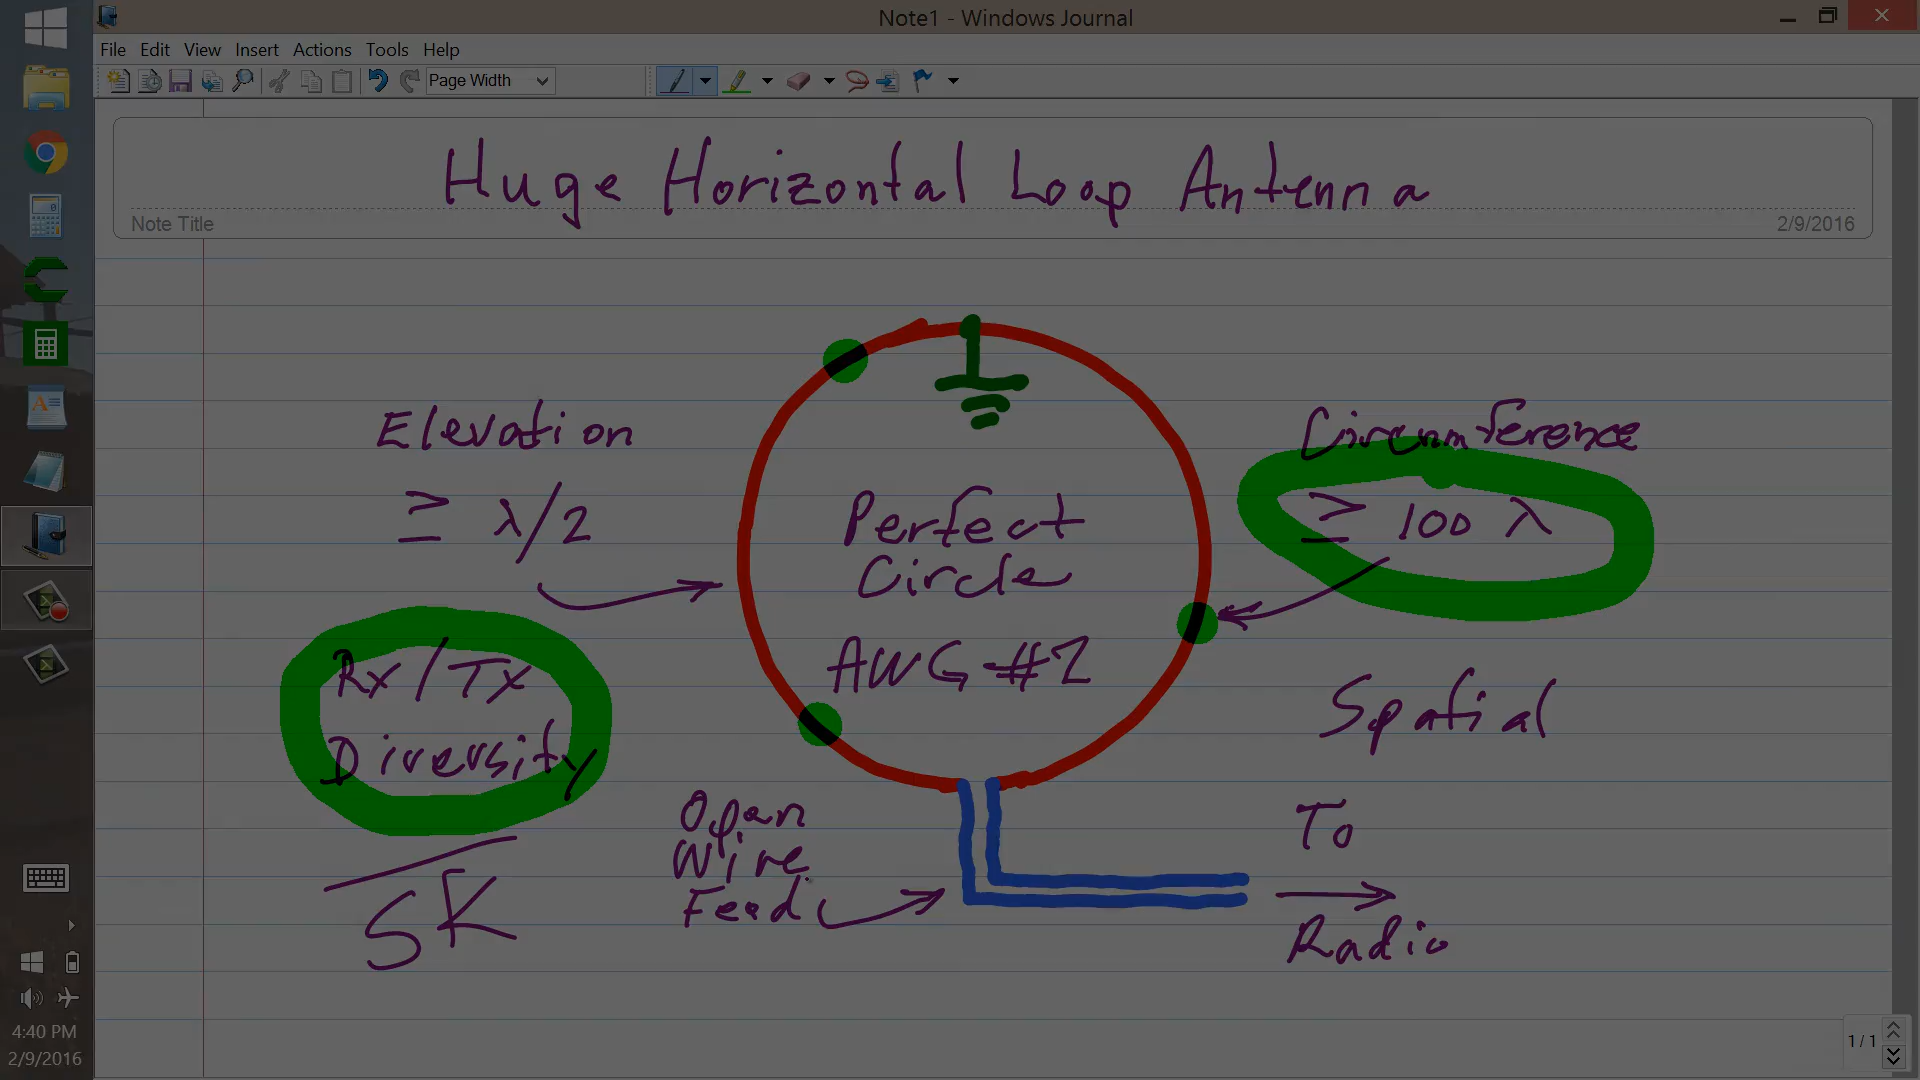 Note1 - Windows Journal
File Edit View Insert Actions Tools Help
Page Width
Huge Horizontal Loop Antenna
Note Title
2/9/2016
Elevation
≥ λ/2
Perfect
Circle
AWG #2
Circumference
≥ 100 λ
Rx/Tx
Diversity
Spatial
Open
Wire
Feed
To
Radio
SK
4:40 PM
2/9/2016
1 / 1